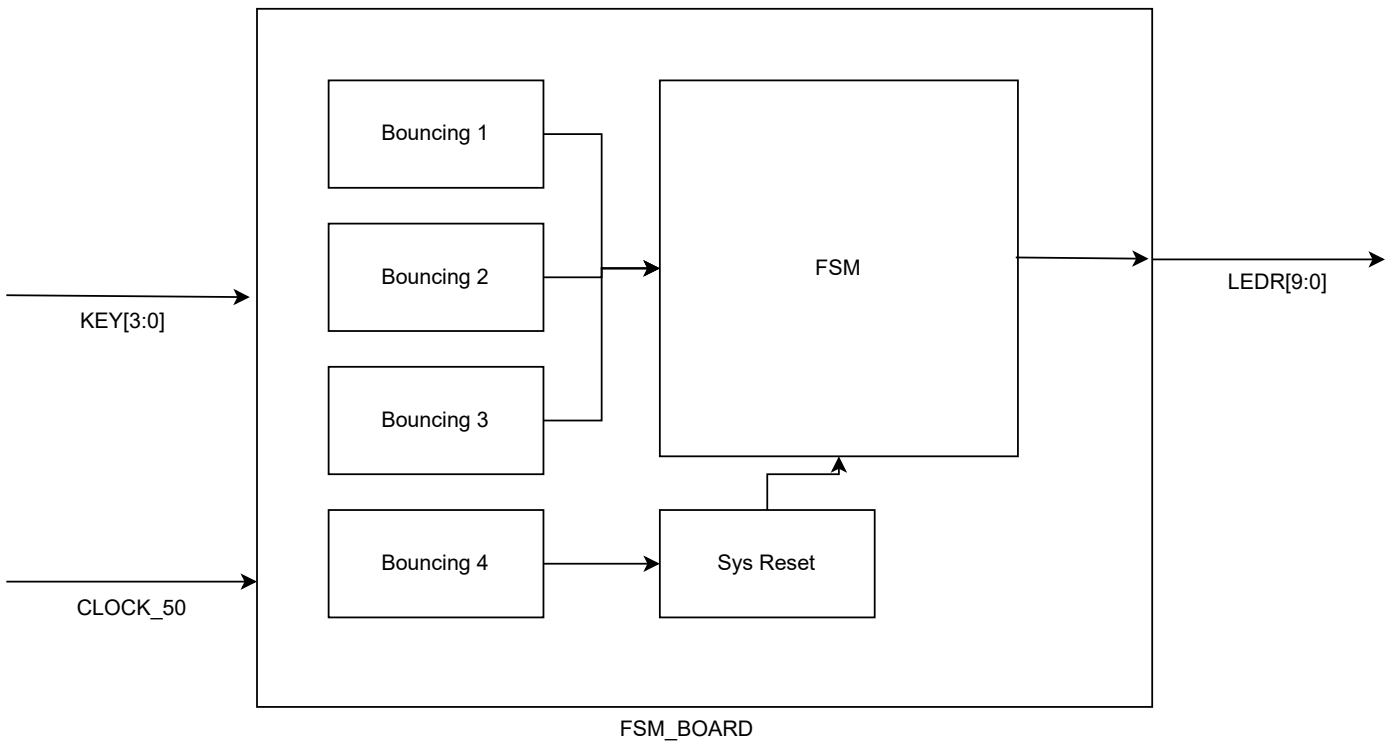 Bouncing 1
Bouncing 2
FSM
Bouncing 3
Bouncing 4
Sys Reset
KEY[3:0]
CLOCK_50
LEDR[9:0]
FSM_BOARD